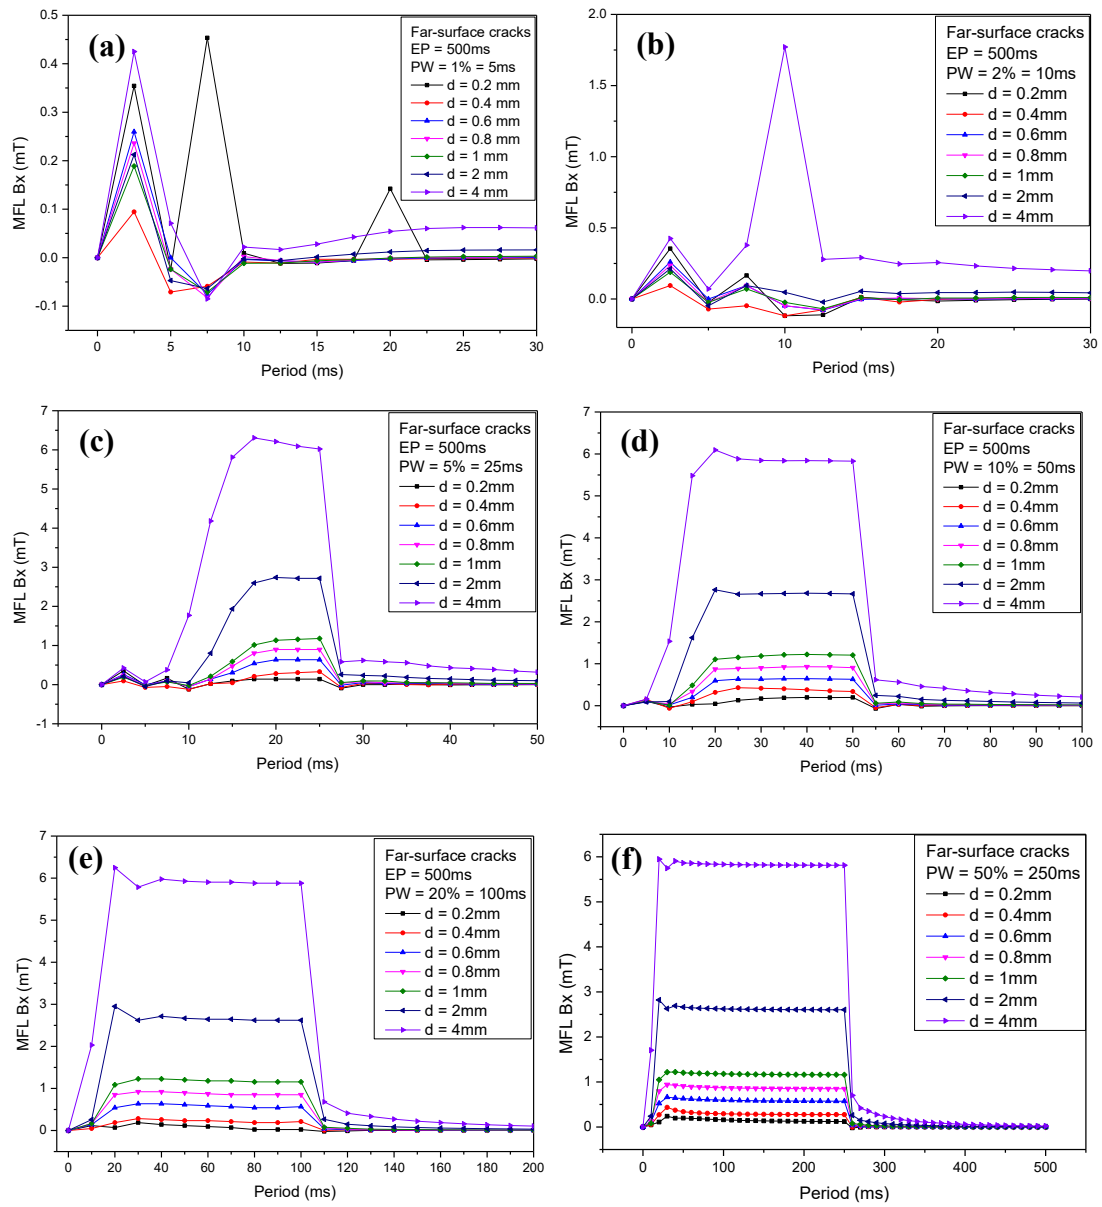 (a)
Far-surface cracks
EP = 500ms
PW = 1% = 5ms
d = 0.2 mm
d = 0.4 mm
d = 0.6 mm
d = 0.8 mm
d = 1 mm
d = 2 mm
d = 4 mm
0.5
0.4
0.3
0.2
0.1
0.0
-0.1
MFL Bx (mT)
0 5 10 15 20 25 30
Period (ms)
(b)
Far-surface cracks
EP = 500ms
PW = 2% = 10ms
d = 0.2mm
d = 0.4mm
d = 0.6mm
d = 0.8mm
d = 1mm
d = 2mm
d = 4mm
2.0
1.75
1.0
0.5
0.0
MFL Bx (mT)
0 10 20 30
Period (ms)
(c)
Far-surface cracks
EP = 500ms
PW = 5% = 25ms
d = 0.2mm
d = 0.4mm
d = 0.6mm
d = 0.8mm
d = 1mm
d = 2mm
d = 4mm
7
6
5
4
3
2
1
0
-1
MFL Bx (mT)
0 10 20 30 40 50
Period (ms)
(d)
Far-surface cracks
EP = 500ms
PW = 10% = 50ms
d = 0.2mm
d = 0.4mm
d = 0.6mm
d = 0.8mm
d = 1mm
d = 2mm
d = 4mm
7
6
5
4
3
2
1
0
MFL Bx (mT)
0 10 20 30 40 50 60 70 80 90 100
Period (ms)
(e)
Far-surface cracks
EP = 500ms
PW = 20% = 100ms
d = 0.2mm
d = 0.4mm
d = 0.6mm
d = 0.8mm
d = 1mm
d = 2mm
d = 4mm
7
6
5
4
3
2
1
0
MFL Bx (mT)
0 20 40 60 80 100 120 140 160 180 200
Period (ms)
(f)
Far-surface cracks
PW = 50% = 250ms
d = 0.2mm
d = 0.4mm
d = 0.6mm
d = 0.8mm
d = 1mm
d = 2mm
d = 4mm
6
5
4
3
2
1
0
MFL Bx (mT)
0 100 200 300 400 500
Period (ms)